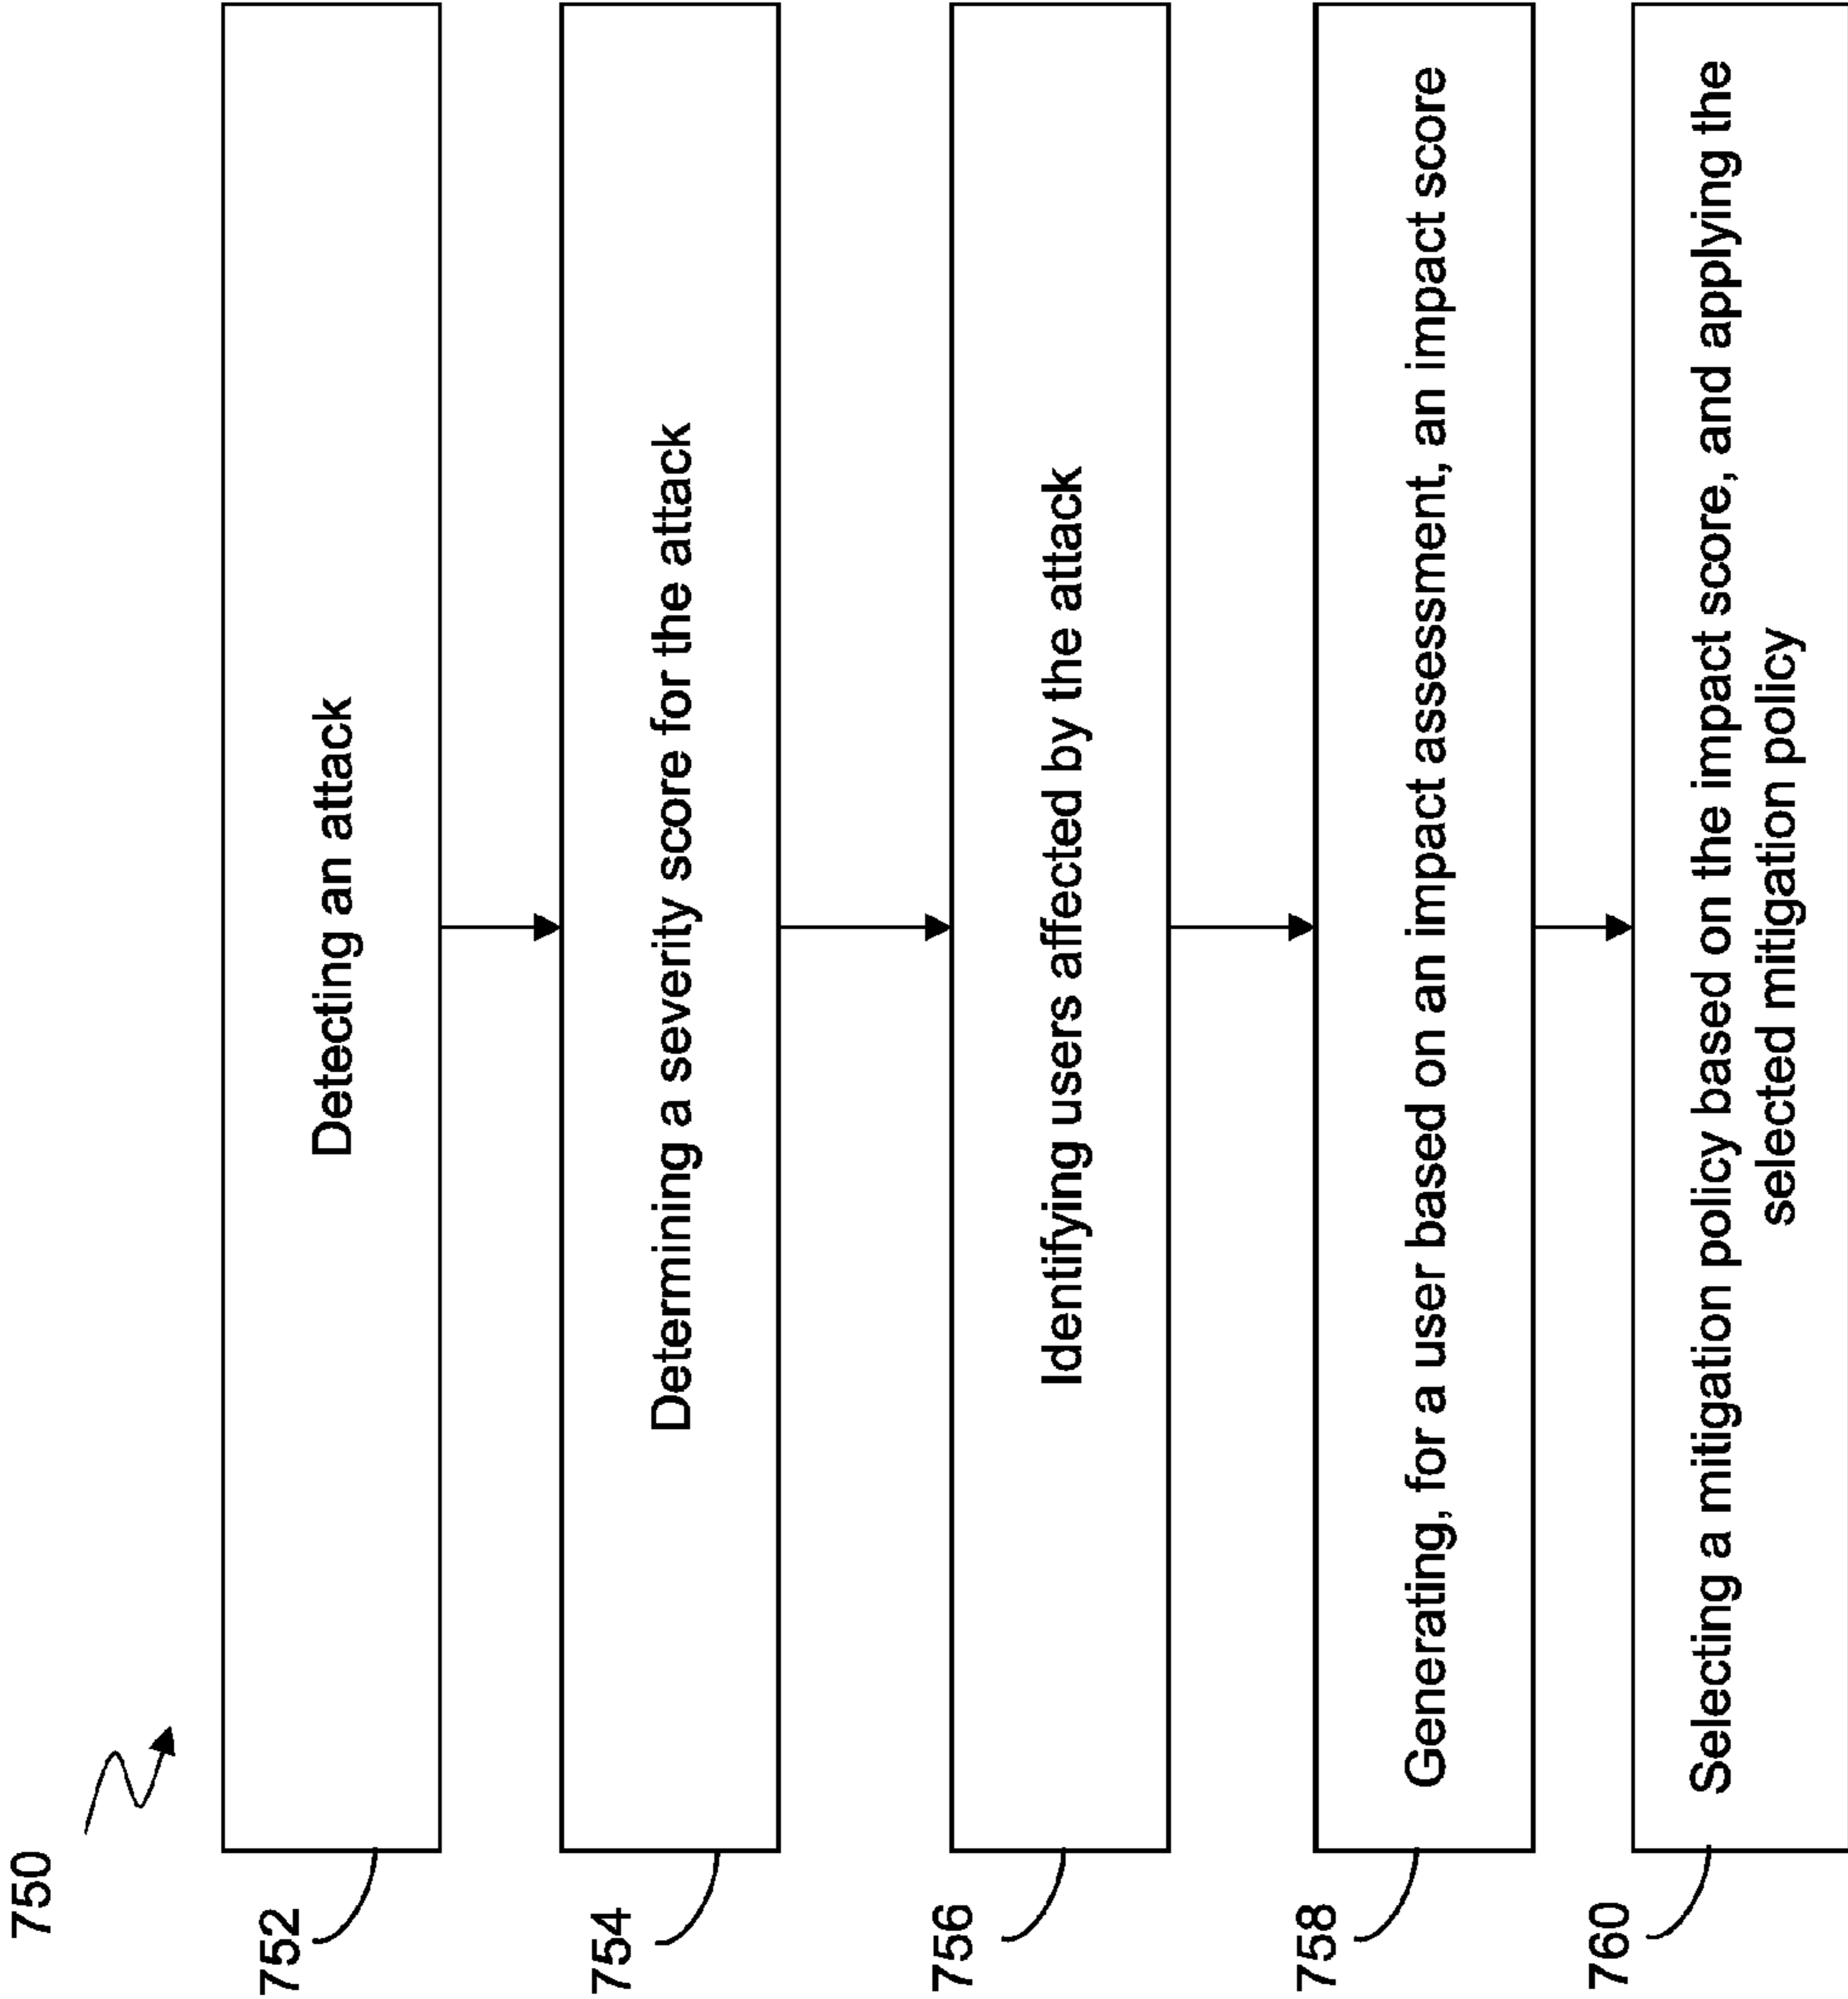 750
752
Detecting an attack
754
Determining a severity score for the attack
756
Identifying users affected by the attack
758
Generating, for a user based on an impact assessment, an impact score
760
Selecting a mitigation policy based on the impact score, and applying the
selected mitigation policy